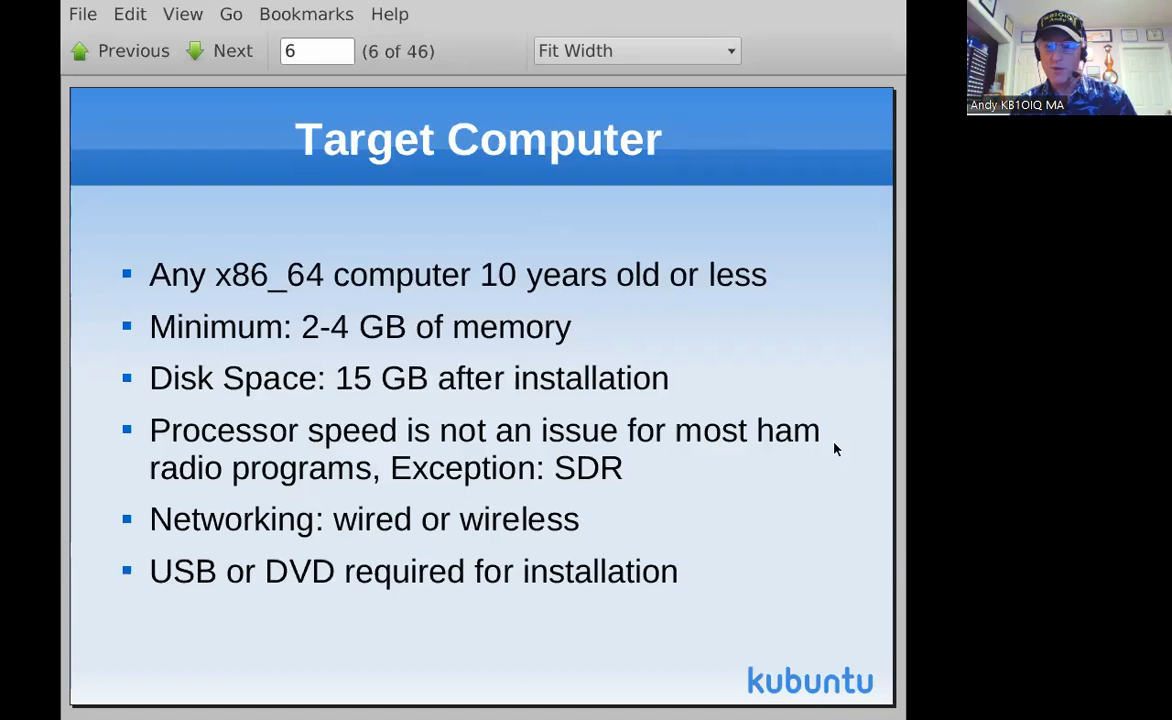 File Edit View Go Bookmarks Help
Previous Next 6 (6 of 46) Fit Width
Andy KB1OIQ MA
Target Computer
Any x86_64 computer 10 years old or less
Minimum: 2-4 GB of memory
Disk Space: 15 GB after installation
Processor speed is not an issue for most ham
radio programs, Exception: SDR
Networking: wired or wireless
USB or DVD required for installation
kubuntu